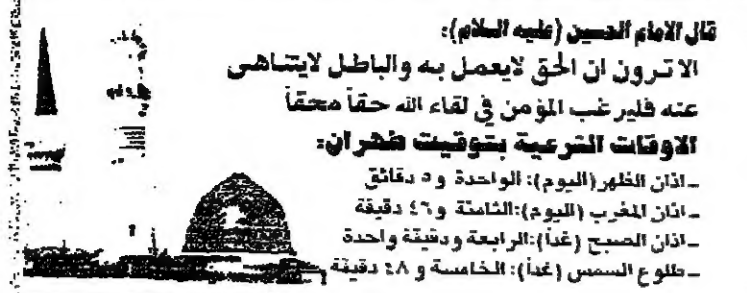 قال الامام الحسين (عليه السلام):
الا ترون ان الحق لايعمل به والباطل لايتناهى
عنه فليرغب المؤمن في لقاء الله حقاً محقاً
الاوقات الشرعية بتوقيت طهران:
ـ اذان الظهر (اليوم): الواحدة و٥ دقائق
ـ اذان المغرب (اليوم): الثامنة و٤٦ دقيقة
ـ اذان الصبح (غداً): الرابعة ودقيقة واحدة
ـ طلوع الشمس (غداً): الخامسة و ٤٨ دقيقة